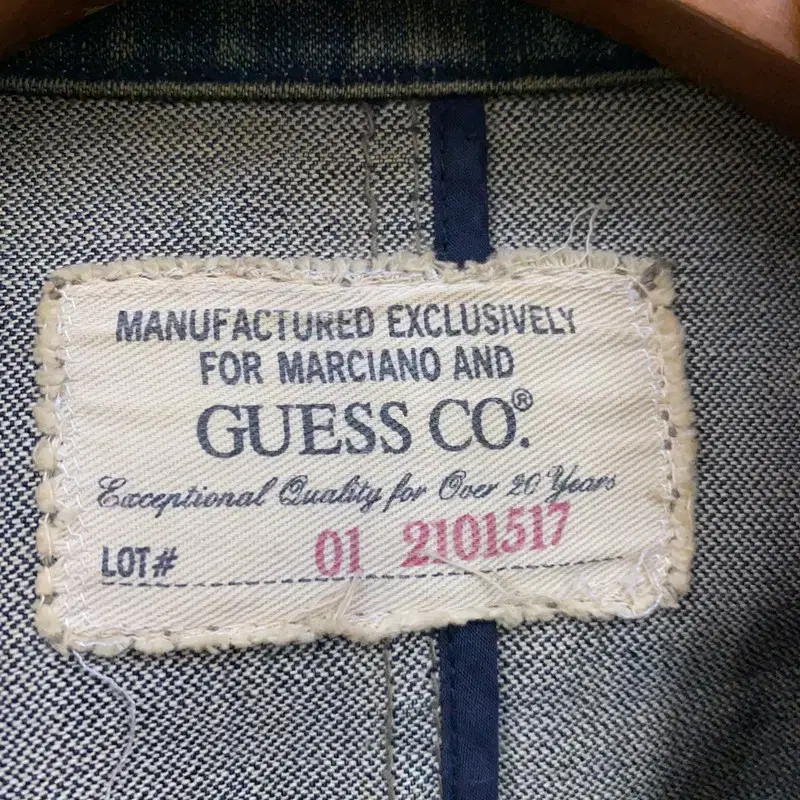 MANUFACTURED EXCLUSIVELY
FOR MARCIANO AND
GUESS CO.®
Exceptional Quality for Over 20 Years
LOT# 01 2101517